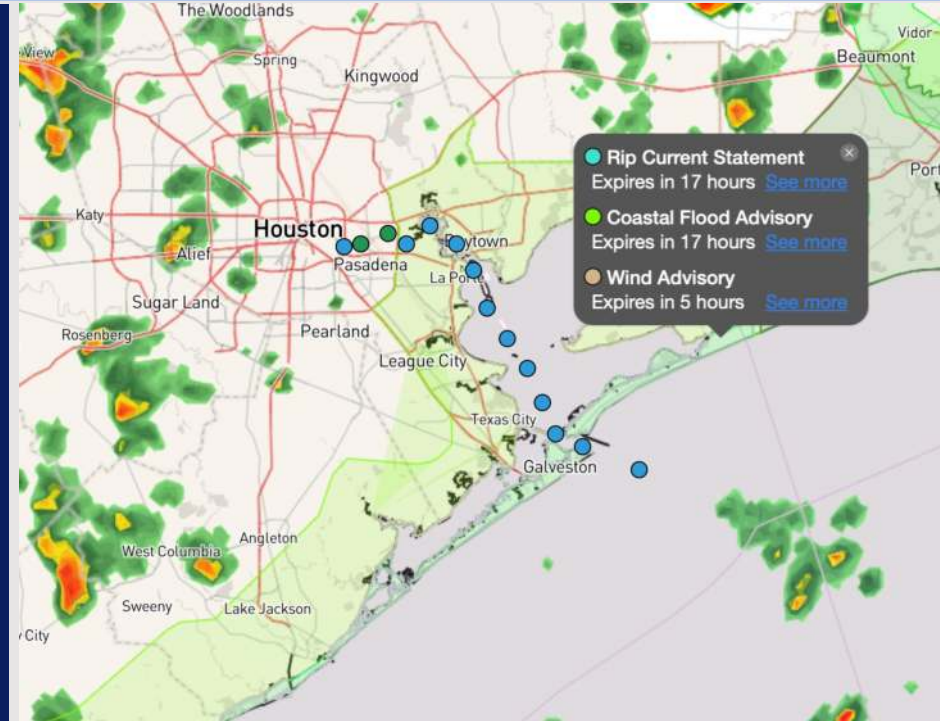 The Woodlands
Vidor
View
Spring
Beaumont
Kingwood
Rip Current Statement
Expires in 17 hours See more
Port
Coastal Flood Advisory
Katy
Houston
Expires in 17 hours See more
Alief
Baytown
Pasadena
Wind Advisory
La Porte
Sugar Land
Expires in 5 hours See more
Rosenberg
Pearland
League City
Texas City
Galveston
Angleton
West Columbia
Sweeny
Lake Jackson
City